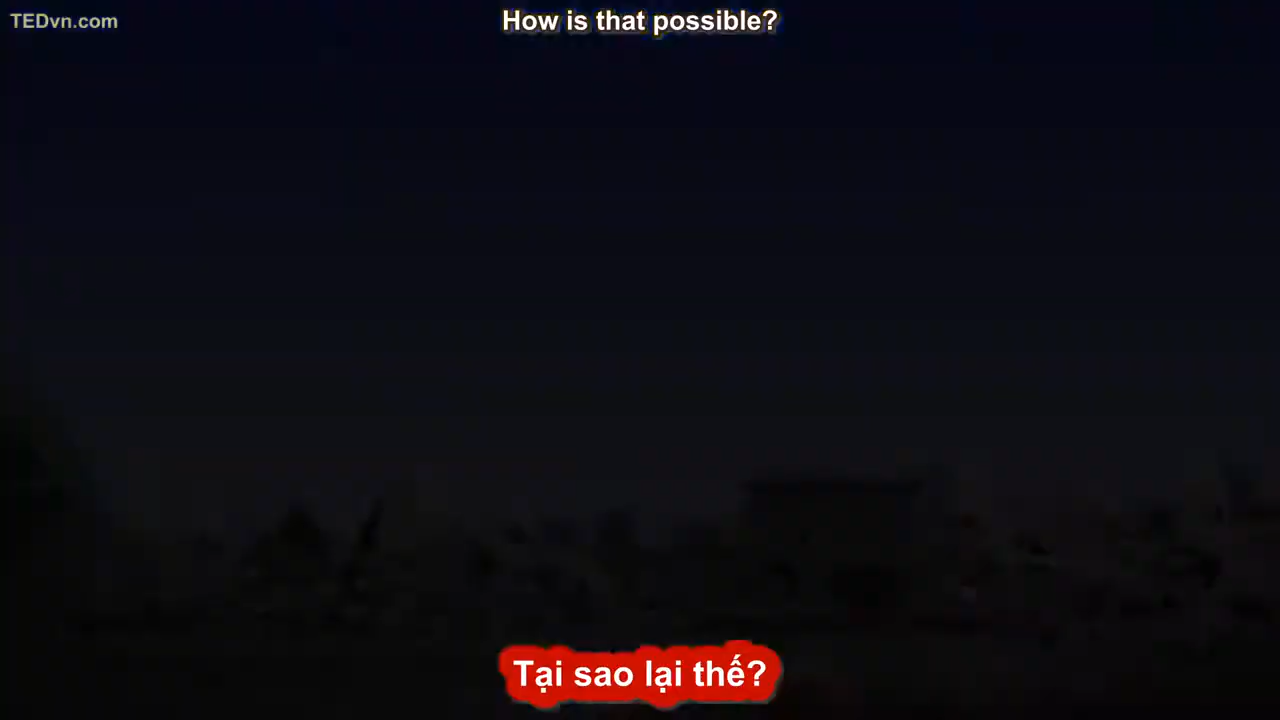 TEDvn.com
How is that possible?
Tại sao lại thế?